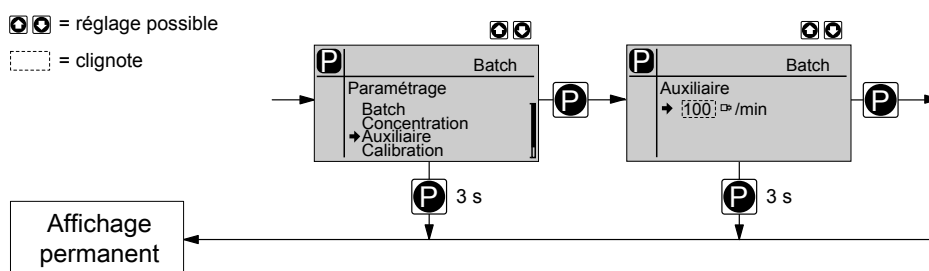 = réglage possible
= clignote
P Batch
Paramétrage
Batch
Concentration
Auxiliaire
Calibration
P
P 3 s
P Batch
Auxiliaire
100 /min
P
P 3 s
Affichage
permanent